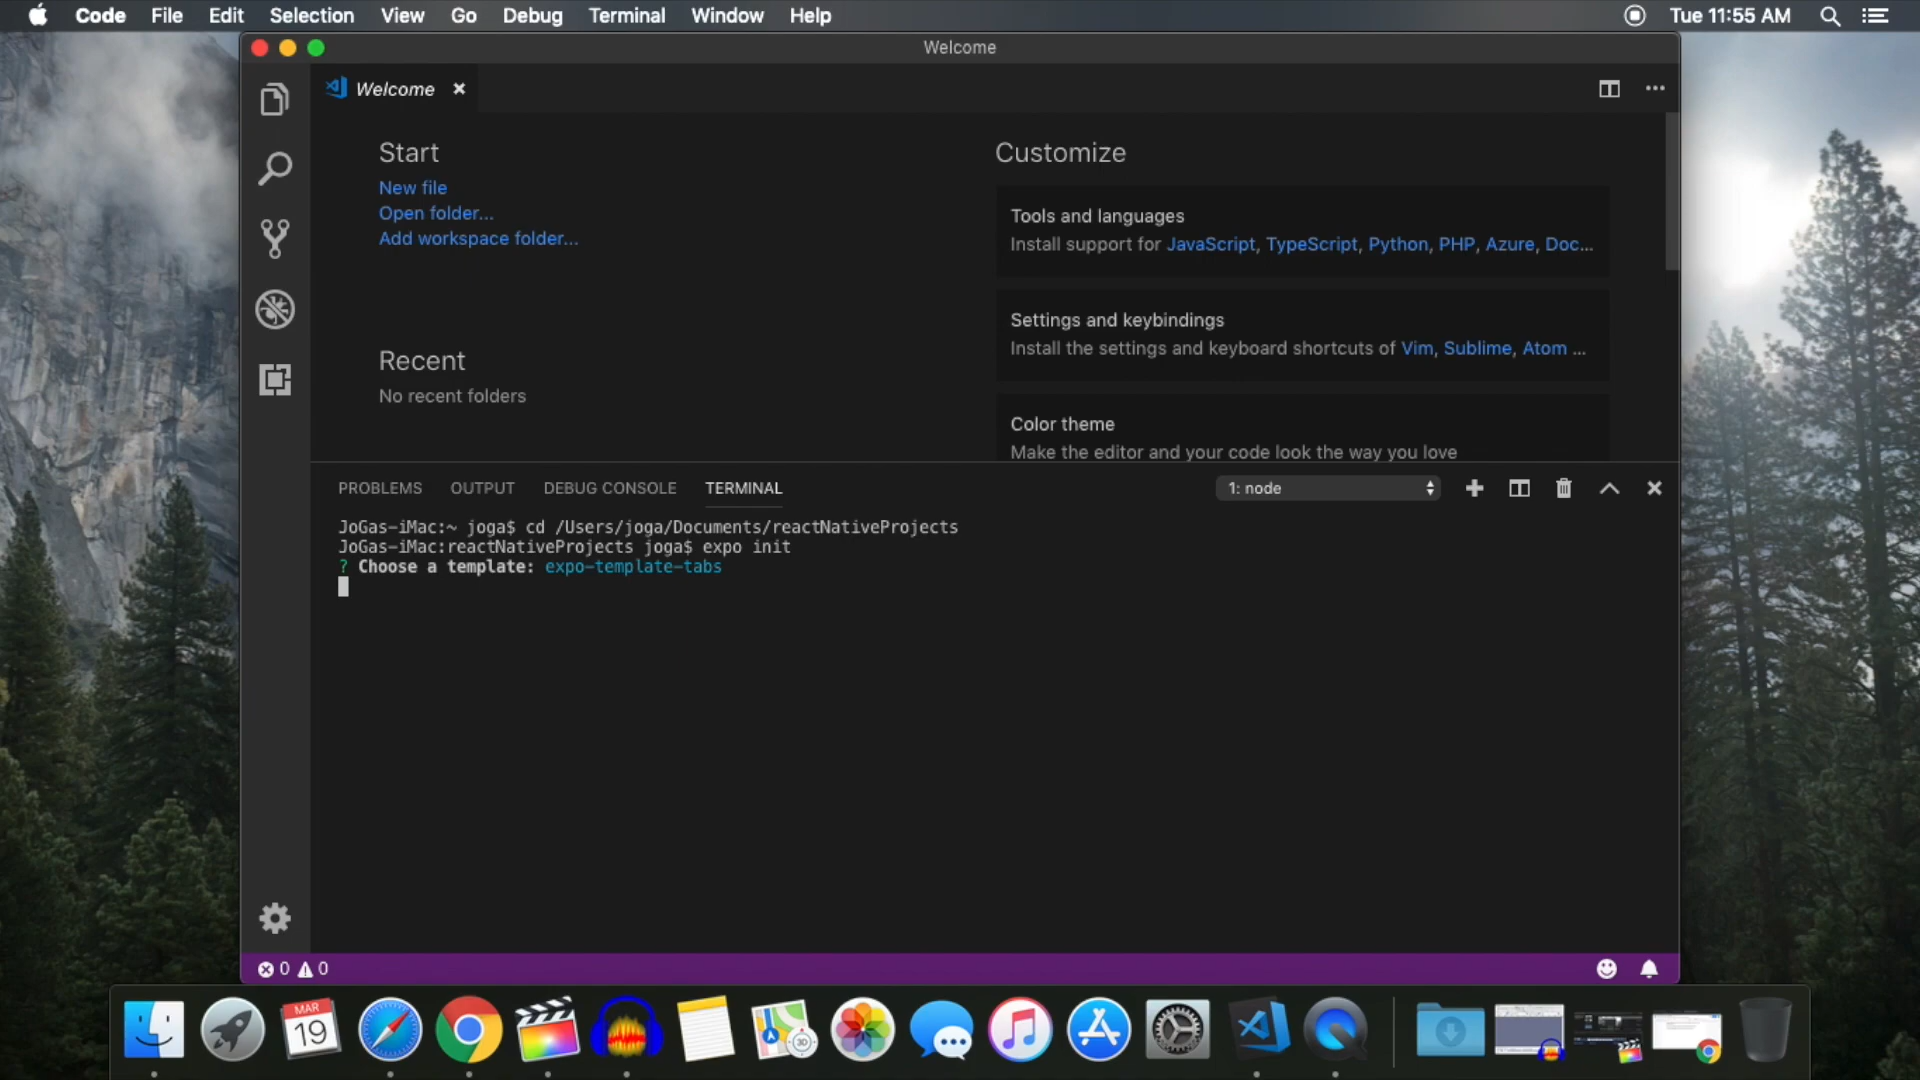 Code File Edit Selection View Go Debug Terminal Window Help Tue 11:55 AM
Welcome
Welcome
Start
New file
Open folder...
Add workspace folder...
Recent
No recent folders
Customize
Tools and languages
Install support for JavaScript, TypeScript, Python, PHP, Azure, Doc...
Settings and keybindings
Install the settings and keyboard shortcuts of Vim, Sublime, Atom ...
Color theme
Make the editor and your code look the way you love
PROBLEMS OUTPUT DEBUG CONSOLE TERMINAL 1: node
JoGas-iMac:~ joga$ cd /Users/joga/Documents/reactNativeProjects
JoGas-iMac:reactNativeProjects joga$ expo init
? Choose a template: expo-template-tabs
0 0
MAR
19
3D